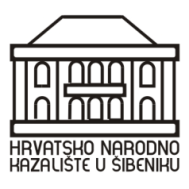 HRVATSKO NARODNO
KAZALIŠTE U ŠIBENIKU